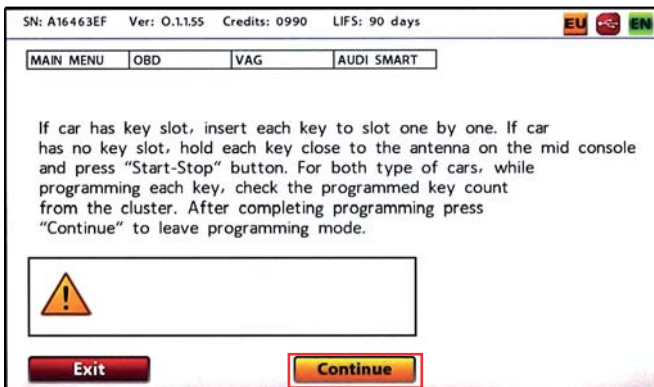 SN: A16463EF Ver: 0.1.1.55 Credits: 0990 LIFS: 90 days EU EN
MAIN MENU OBD VAG AUDI SMART
If car has key slot, insert each key to slot one by one. If car
has no key slot, hold each key close to the antenna on the mid console
and press “Start-Stop” button. For both type of cars, while
programming each key, check the programmed key count
from the cluster. After completing programming press
“Continue” to leave programming mode.
Exit Continue